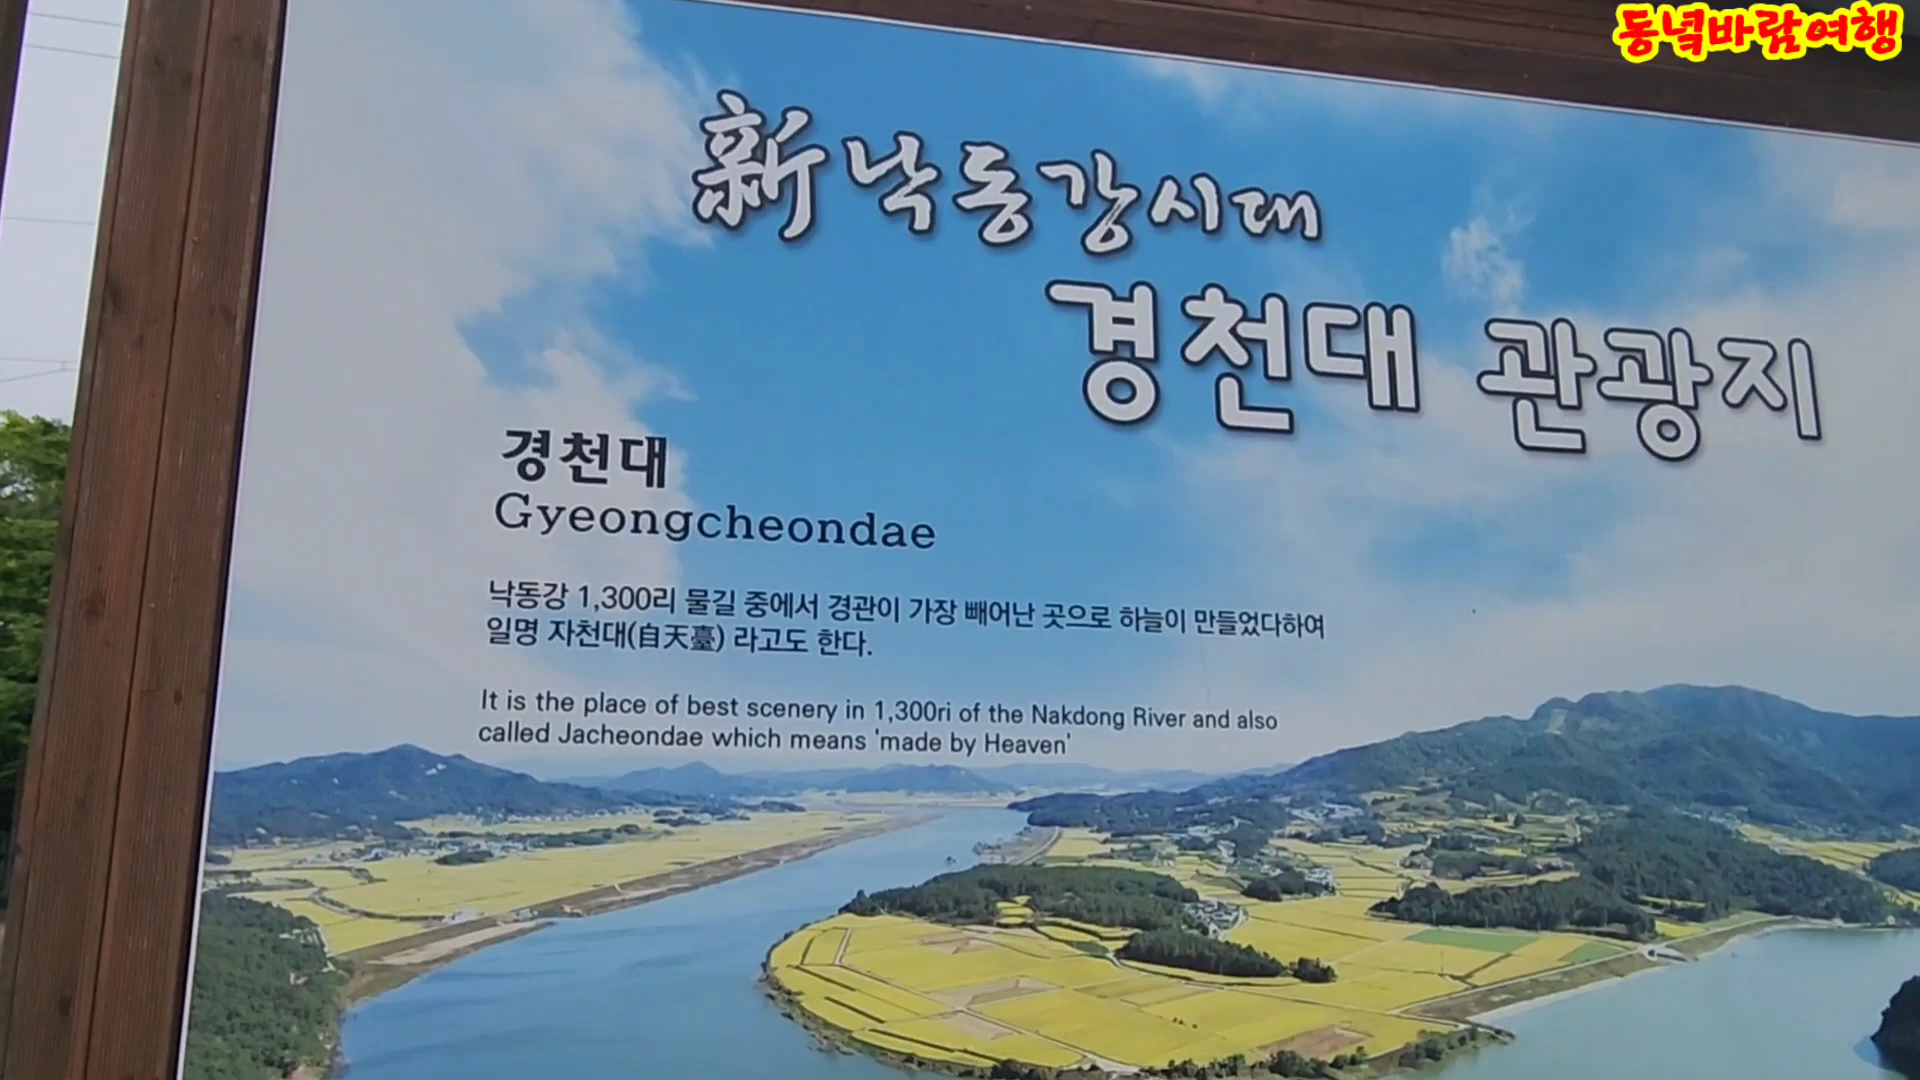 동녘바람여행
新낙동강시대
경천대 관광지
경천대
Gyeongcheondae
낙동강 1,300리 물길 중에서 경관이 가장 빼어난 곳으로 하늘이 만들었다하여
일명 자천대(自天臺) 라고도 한다.
It is the place of best scenery in 1,300ri of the Nakdong River and also
called Jacheondae which means 'made by Heaven'